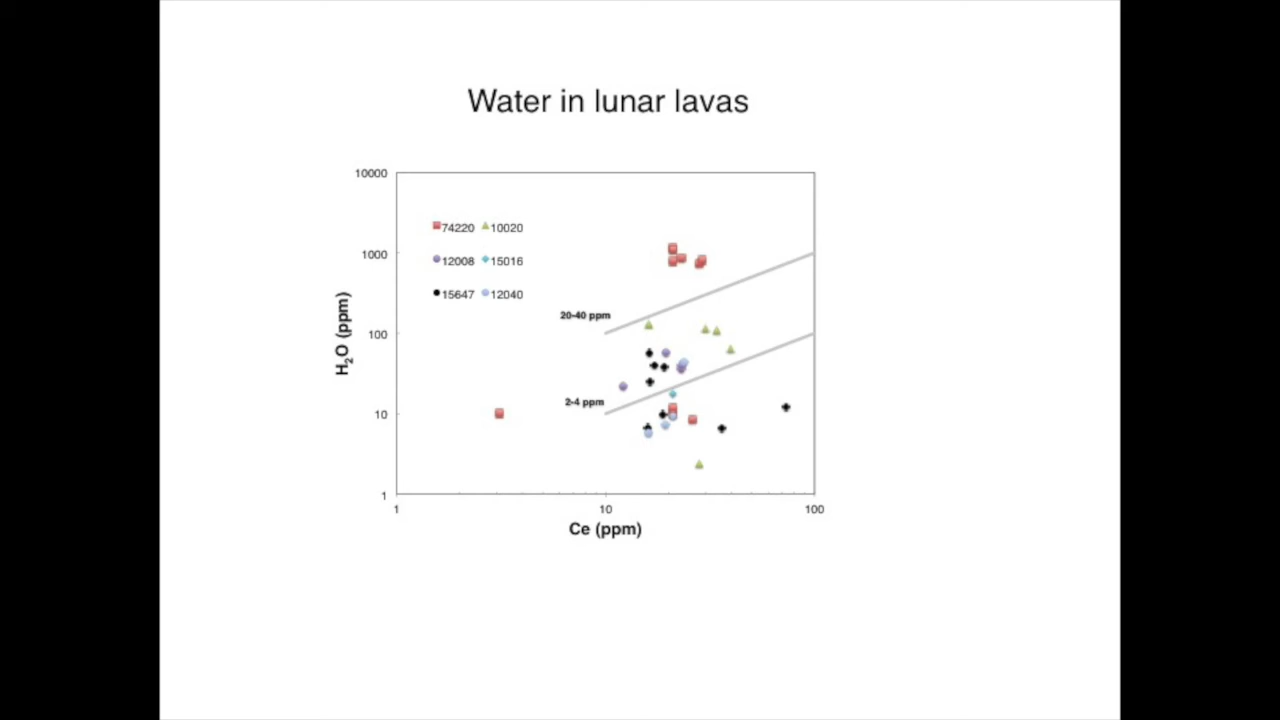 Water in lunar lavas
10000
74220 10020
1000
12008 15016
15647 12040
20-40 ppm
100
H₂O (ppm)
2-4 ppm
10
1
1 10 100
Ce (ppm)